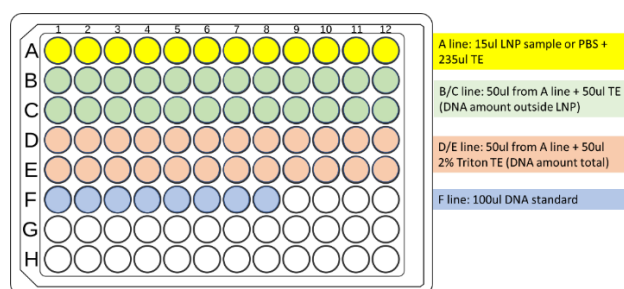 1 2 3 4 5 6 7 8 9 10 11 12
A
B
C
D
E
F
G
H
A line: 15ul LNP sample or PBS +
235ul TE
B/C line: 50ul from A line + 50ul TE
(DNA amount outside LNP)
D/E line: 50ul from A line + 50ul
2% Triton TE (DNA amount total)
F line: 100ul DNA standard